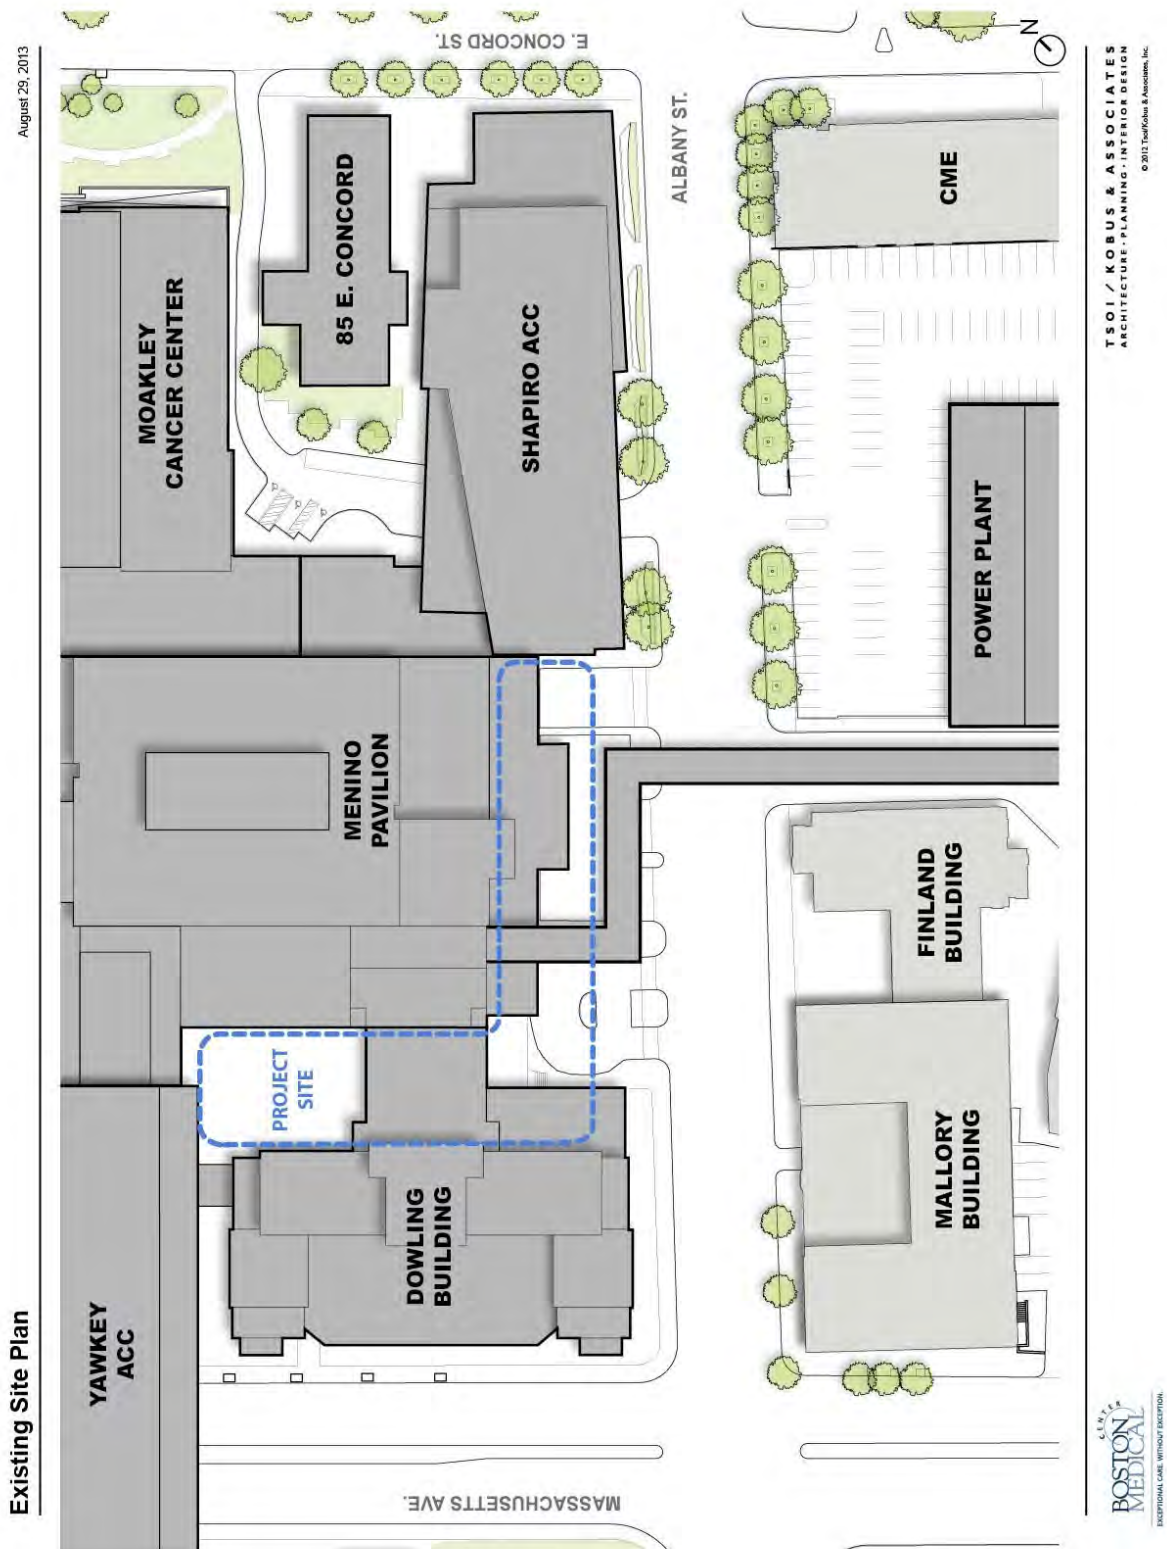 Existing Site Plan
August 29, 2013
MASSACHUSETTS AVE.
E. CONCORD ST.
ALBANY ST.
N
YAWKEY
ACC
MOAKLEY
CANCER CENTER
85 E. CONCORD
MENINO
PAVILION
PROJECT
SITE
SHAPIRO ACC
DOWLING
BUILDING
CME
POWER PLANT
FINLAND
BUILDING
MALLORY
BUILDING
BOSTON
MEDICAL
CENTER
EXCEPTIONAL CARE. WITHOUT EXCEPTION.
TSOI / KOBUS & ASSOCIATES
ARCHITECTURE • PLANNING • INTERIOR DESIGN
© 2012 Tsoi/Kobus & Associates, Inc.